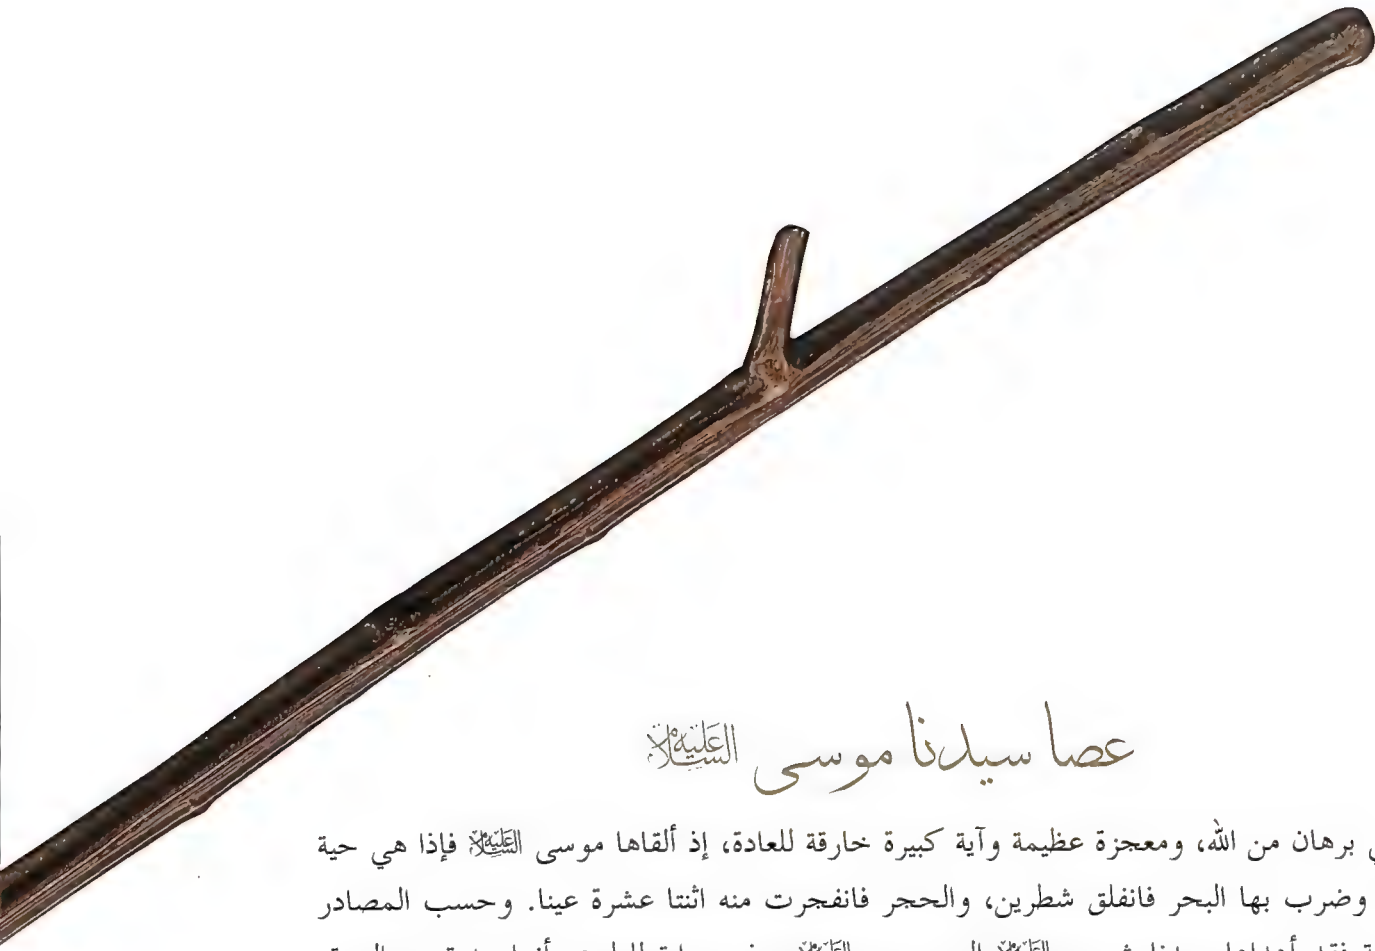 عصا سيدنا موسى عليه السلام
برهان من الله، ومعجزة عظيمة وآية كبيرة خارقة للعادة، إذ ألقاها موسى عليه السلام فإذا هي حية
وضرب بها البحر فانفلق شطرين، والحجر فانفجرت منه اثنتا عشرة عينا. وحسب المصادر